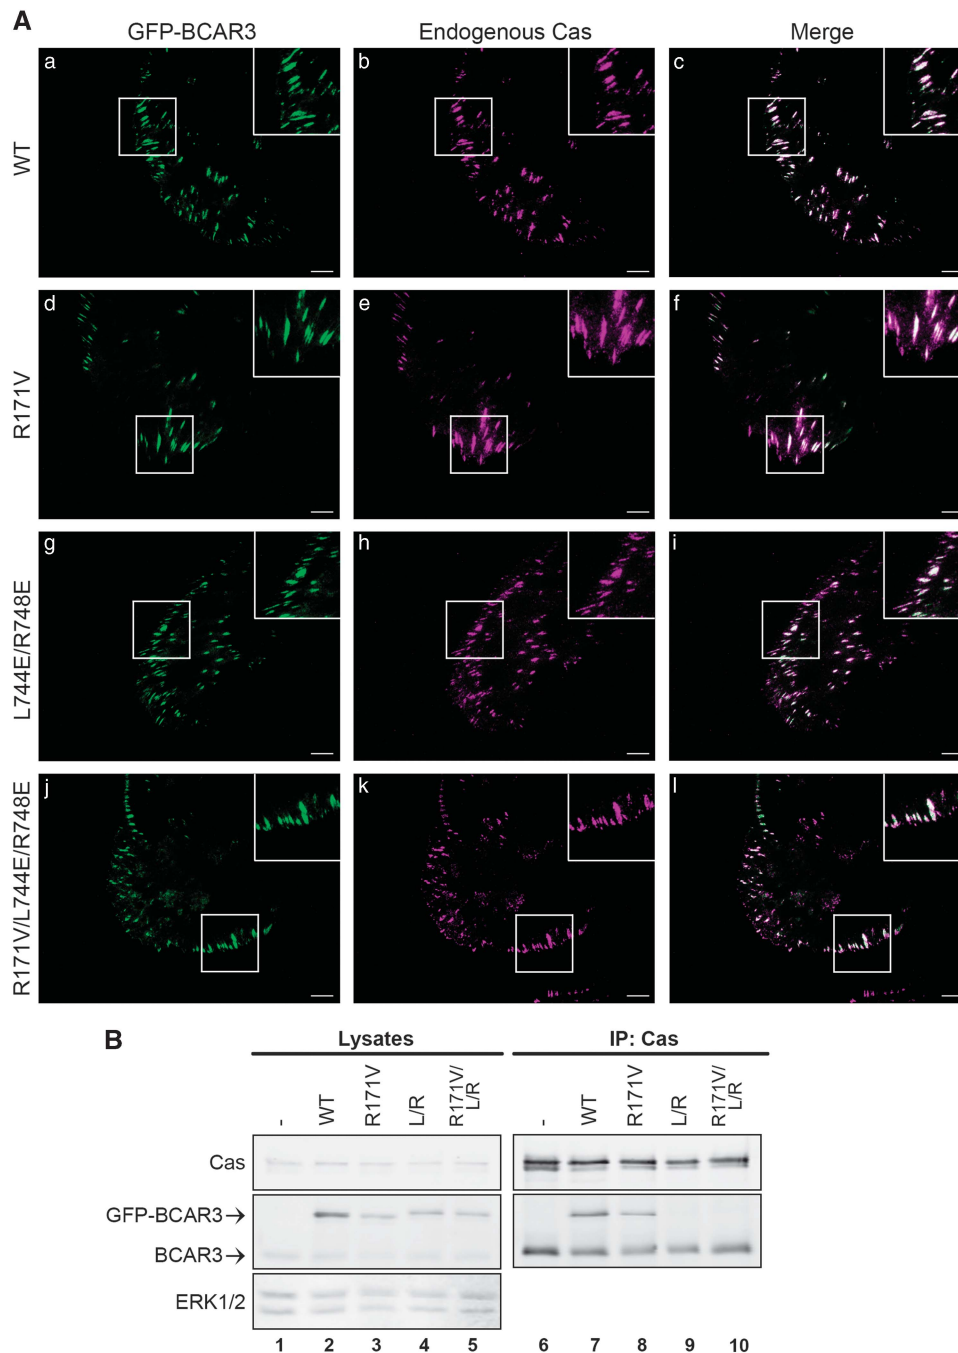 A
GFP-BCAR3 Endogenous Cas Merge
WT
a b c
R171V
d e f
L744E/R748E
g h i
R171V/L744E/R748E
j k l
B
Lysates IP: Cas
- WT R171V L/R R171V/ L/R - WT R171V L/R R171V/ L/R
Cas
GFP-BCAR3→
BCAR3→
ERK1/2
1 2 3 4 5 6 7 8 9 10